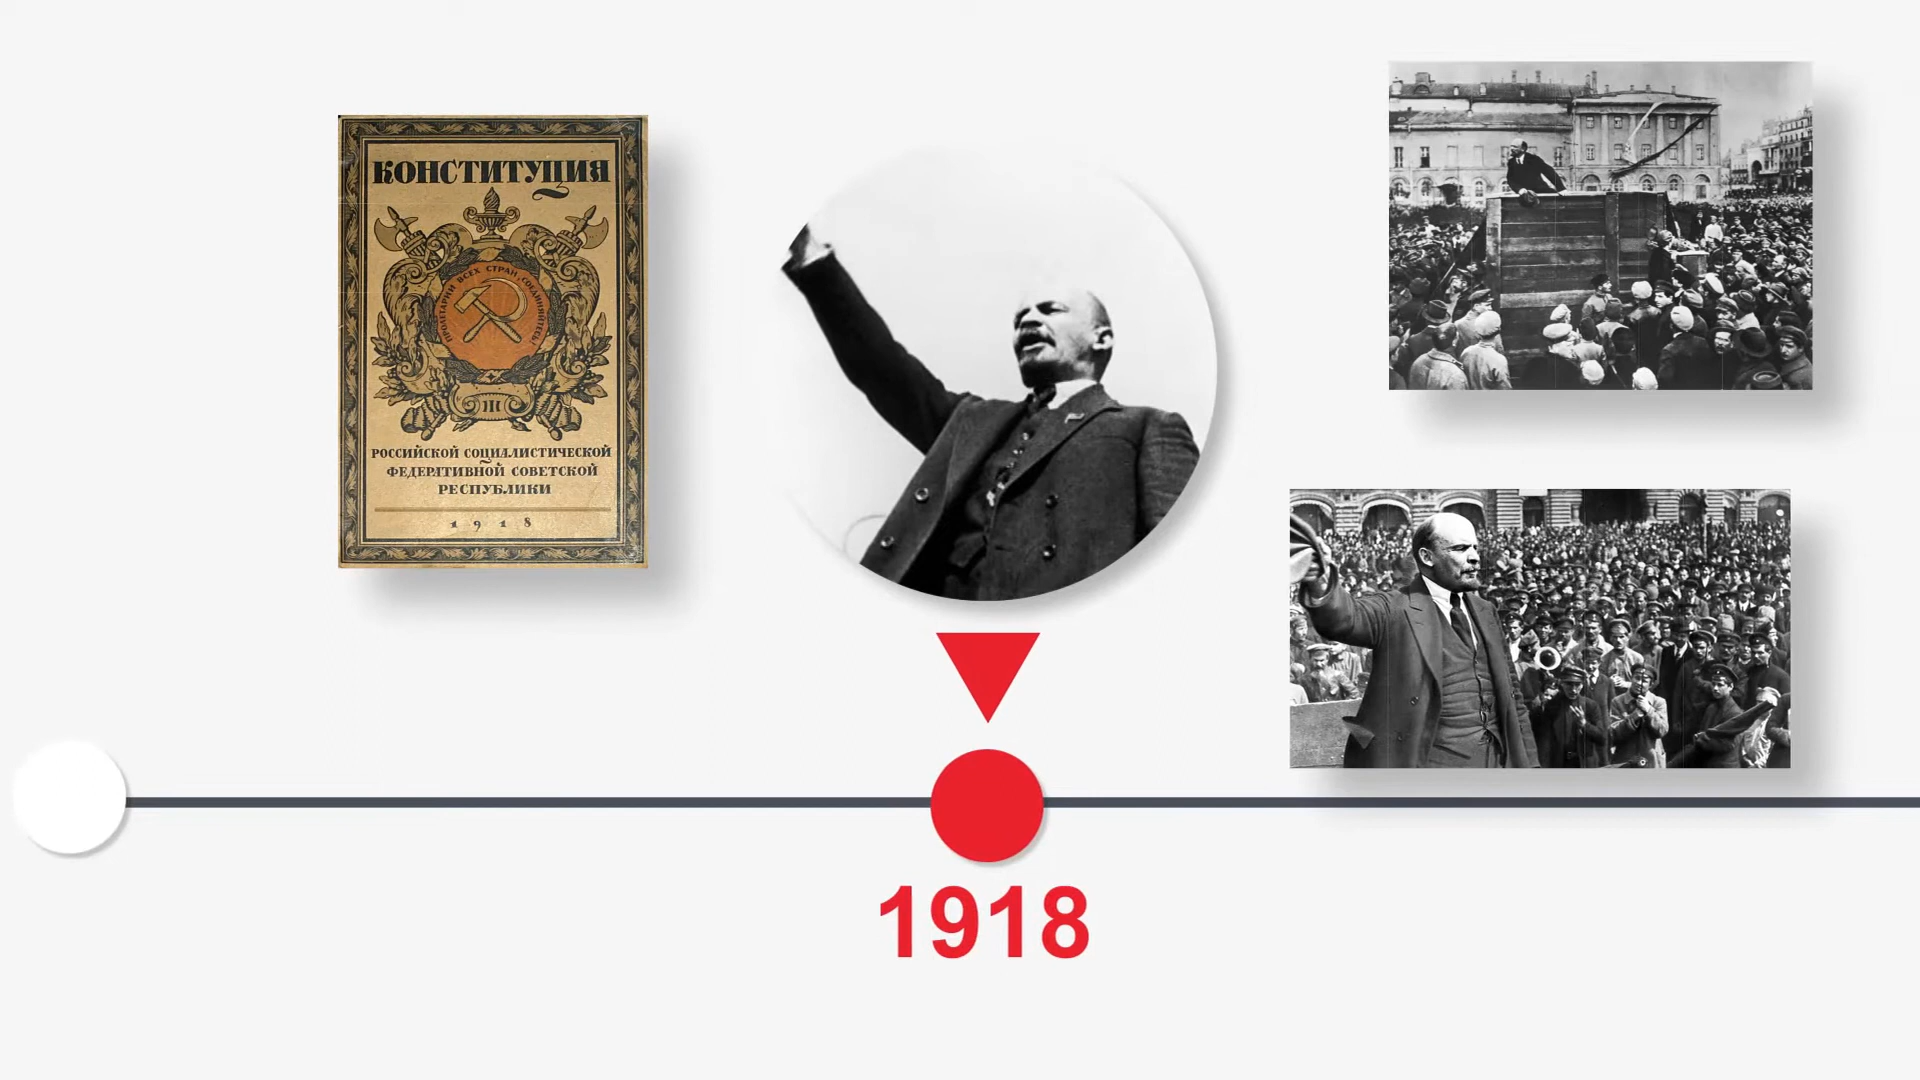 КОНСТИТУЦИЯ
ПРОЛЕТАРИИ ВСЕХ СТРАН, СОЕДИНЯЙТЕСЬ!
РОССИЙСКОЙ СОЦИАЛИСТИЧЕСКОЙ
ФЕДЕРАТИВНОЙ СОВЕТСКОЙ
РЕСПУБЛИКИ
1918
1918